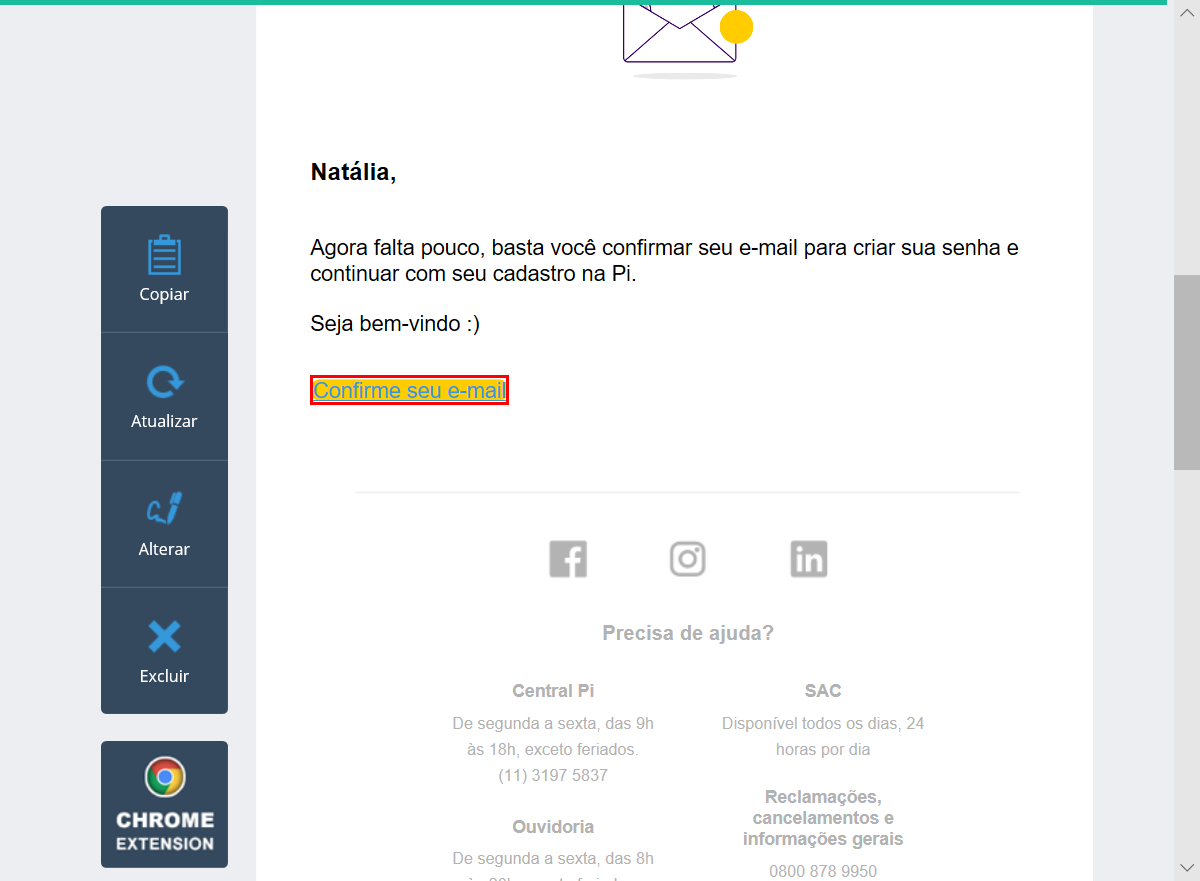 Natália,
Agora falta pouco, basta você confirmar seu e-mail para criar sua senha e
continuar com seu cadastro na Pi.
Seja bem-vindo :)
Confirme seu e-mail
Copiar
Atualizar
Alterar
Excluir
CHROME
EXTENSION
in
Precisa de ajuda?
Central Pi
De segunda a sexta, das 9h
às 18h, exceto feriados.
(11) 3197 5837
Ouvidoria
De segunda a sexta, das 8h
SAC
Disponível todos os dias, 24
horas por dia
Reclamações,
cancelamentos e
informações gerais
0800 878 9950